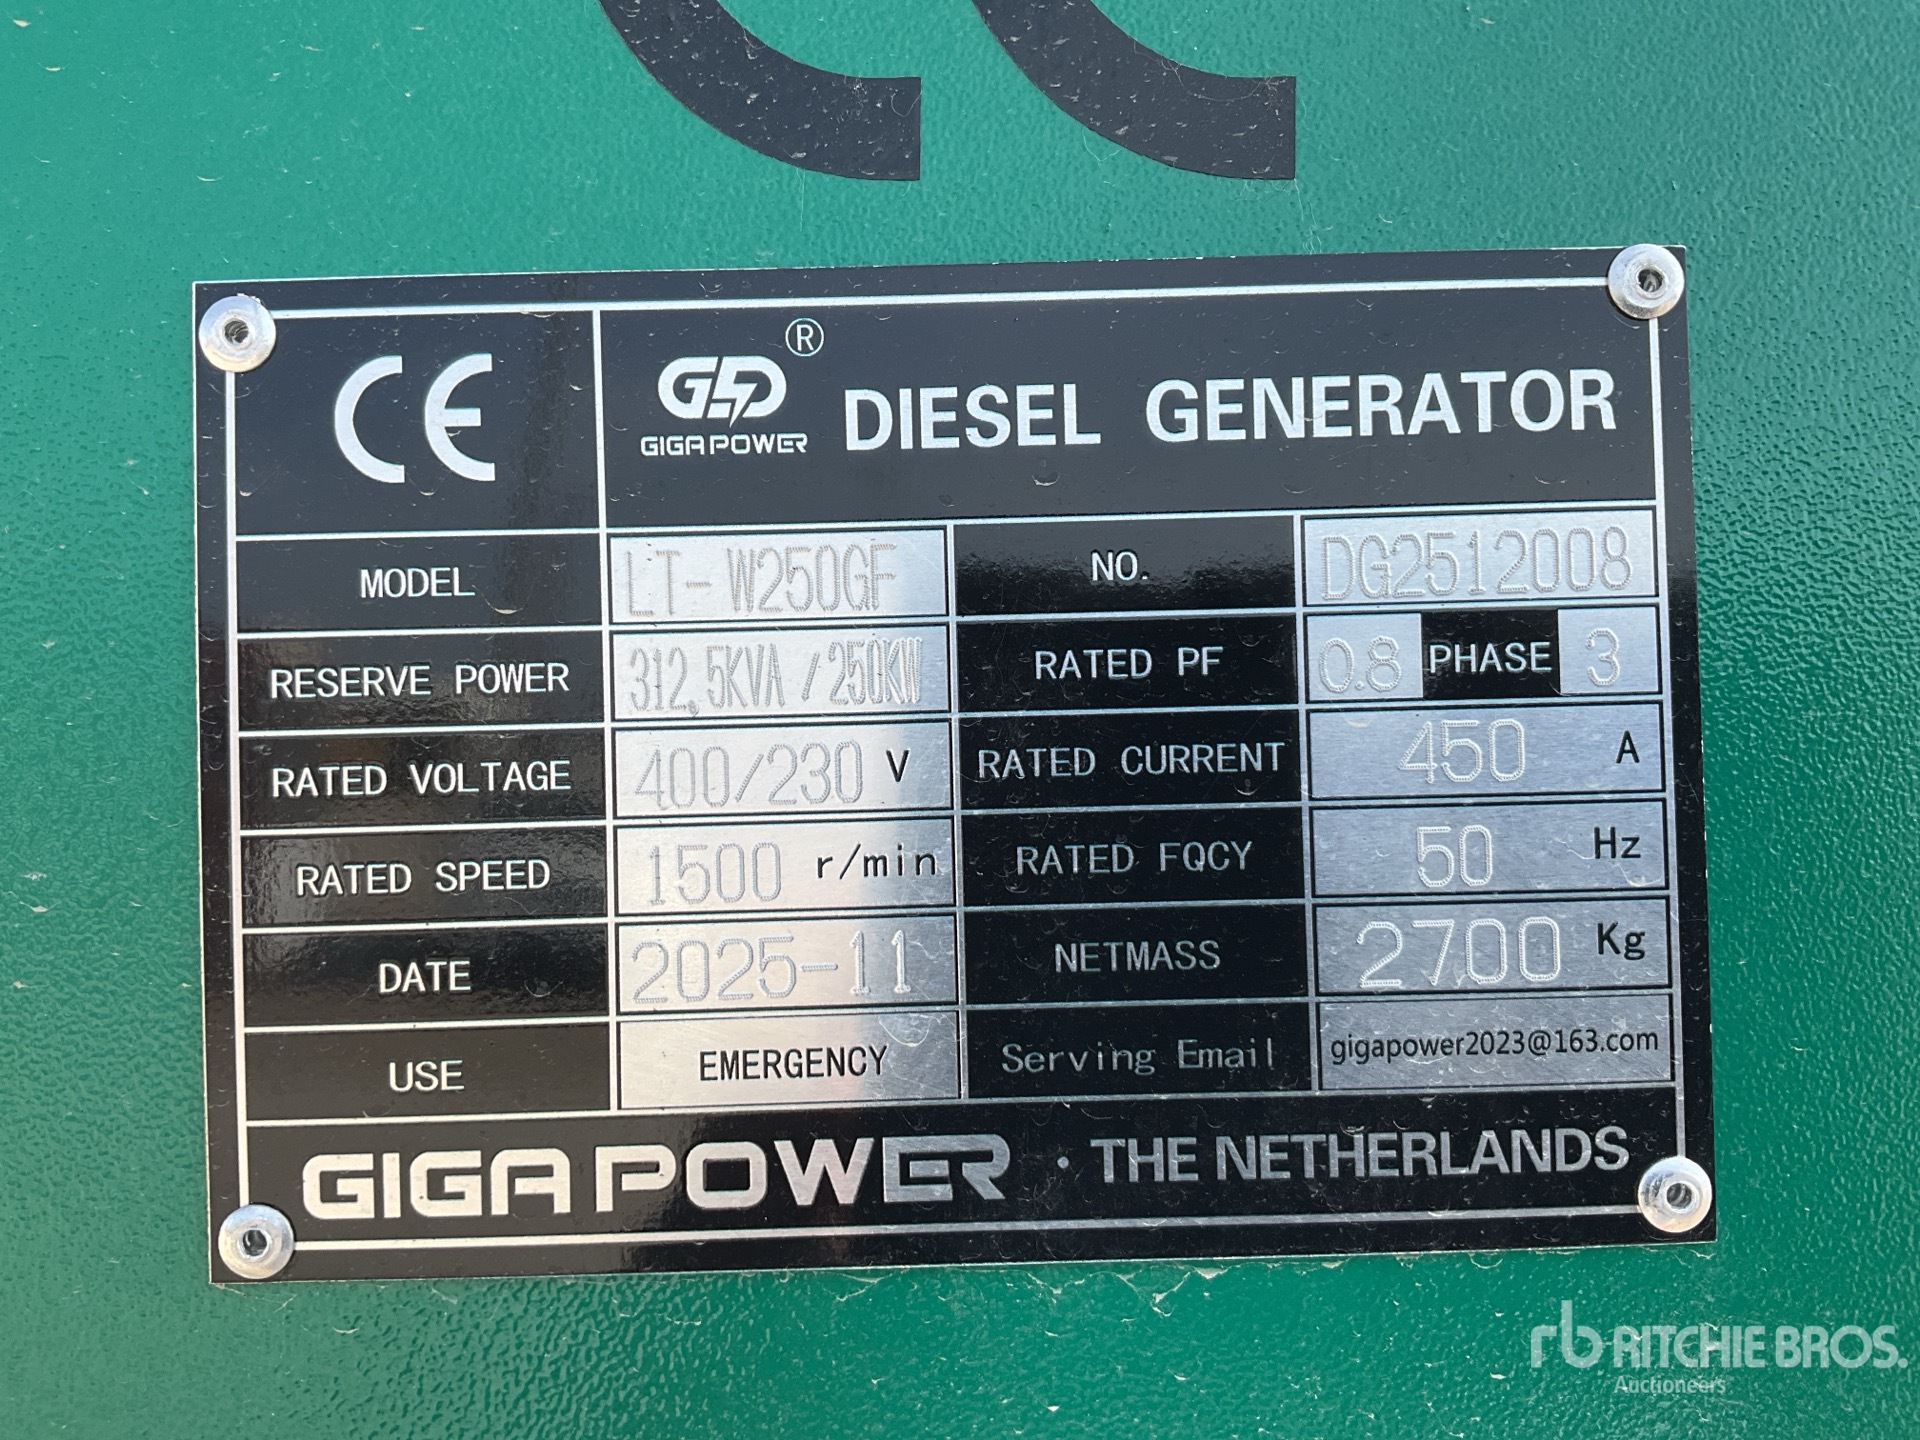 CE
GD®
GIGA POWER
DIESEL GENERATOR
MODEL LT-W250GF NO. DG2512008
RESERVE POWER 312,5KVA/250KW RATED PF 0.8 PHASE 3
RATED VOLTAGE 400/230 V RATED CURRENT 450 A
RATED SPEED 1500 r/min RATED FQCY 50 Hz
DATE 2025-11 NETMASS 2700 Kg
USE EMERGENCY Serving Email gigapower2023@163.com
GIGA POWER · THE NETHERLANDS
rb RITCHIE BROS.
Auctioneers